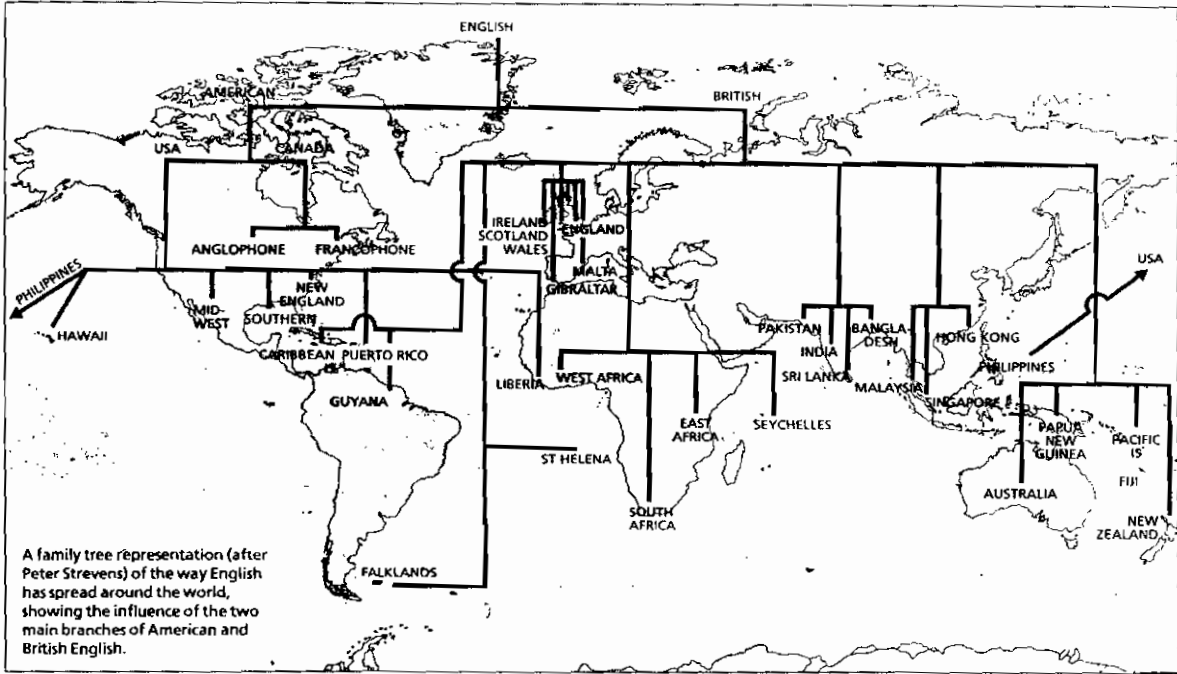 ENGLISH
AMERICAN
BRITISH
USA
CANADA
ANGLOPHONE
FRANCOPHONE
IRELAND
SCOTLAND
WALES
ENGLAND
MALTA
GIBRALTAR
PHILIPPINES
HAWAII
MID-
WEST
SOUTHERN
NEW
ENGLAND
CARIBBEAN
PUERTO RICO
GUYANA
LIBERIA
WEST AFRICA
EAST
AFRICA
SEYCHELLES
ST HELENA
SOUTH
AFRICA
FALKLANDS
PAKISTAN
INDIA
SRI LANKA
BANGLA-
DESH
MALAYSIA
SINGAPORE
HONG KONG
PHILIPPINES
USA
PAPUA
NEW
GUINEA
PACIFIC
IS
FIJI
AUSTRALIA
NEW
ZEALAND
A family tree representation (after
Peter Strevens) of the way English
has spread around the world,
showing the influence of the two
main branches of American and
British English.